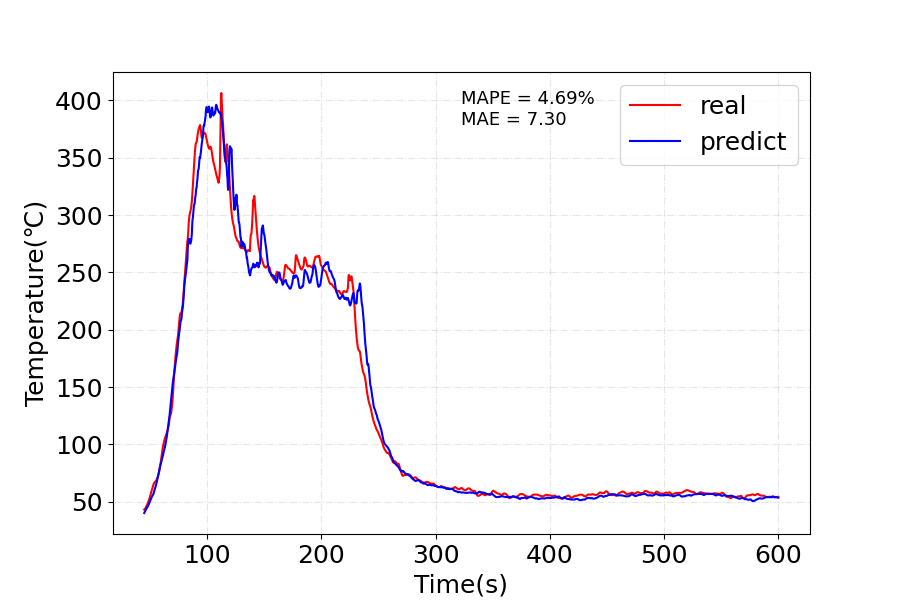 MAPE = 4.69%
MAE = 7.30
real
predict
400
350
300
250
200
150
100
50
Temperature(℃)
100 200 300 400 500 600
Time(s)